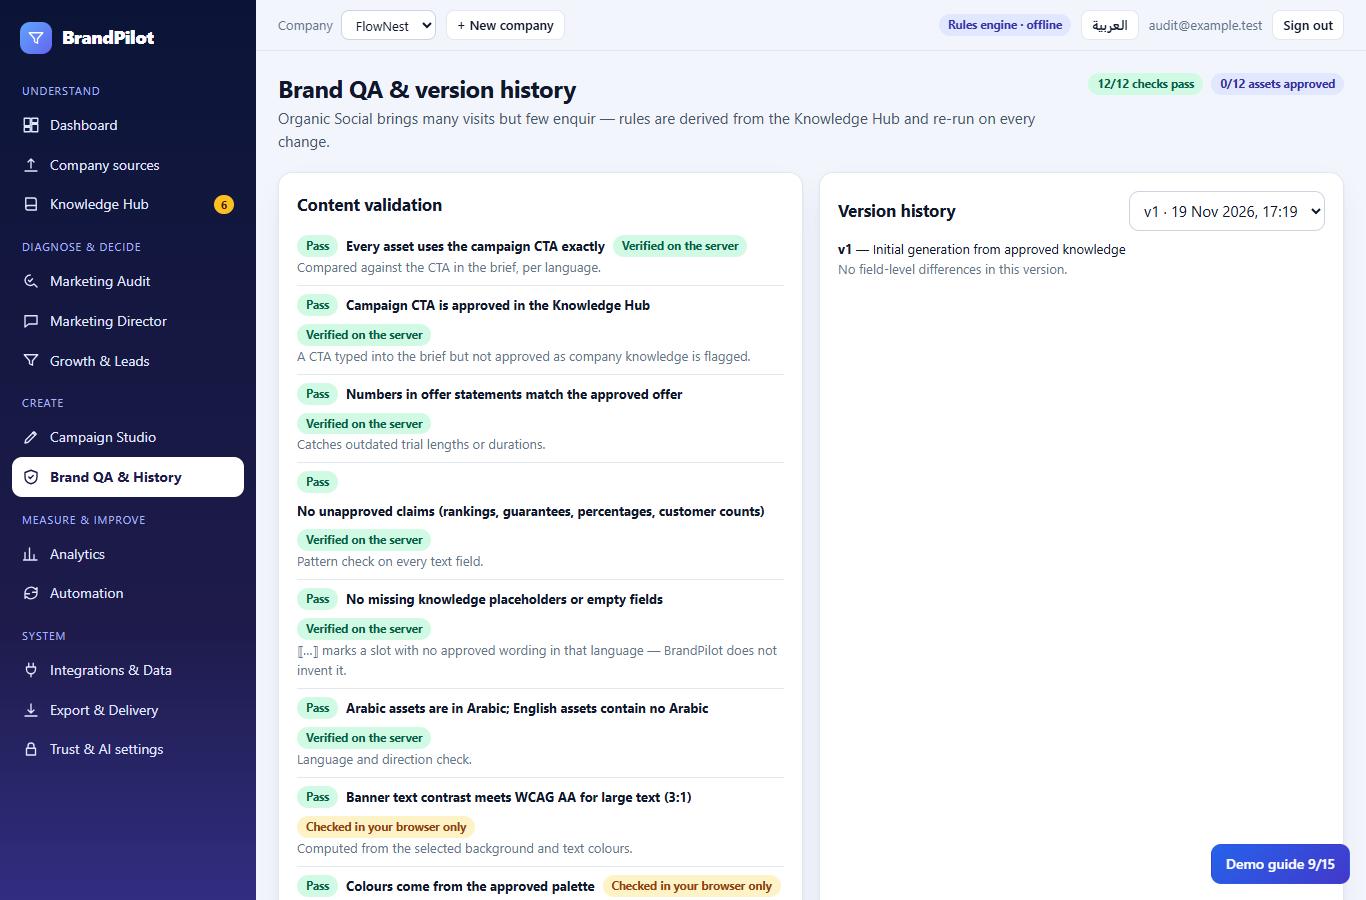 BrandPilot
UNDERSTAND
Dashboard
Company sources
Knowledge Hub 6
DIAGNOSE & DECIDE
Marketing Audit
Marketing Director
Growth & Leads
CREATE
Campaign Studio
Brand QA & History
MEASURE & IMPROVE
Analytics
Automation
SYSTEM
Integrations & Data
Export & Delivery
Trust & AI settings
Company FlowNest + New company Rules engine · offline العربية audit@example.test Sign out
Brand QA & version history
12/12 checks pass 0/12 assets approved
Organic Social brings many visits but few enquir — rules are derived from the Knowledge Hub and re-run on every
change.
Content validation
Pass Every asset uses the campaign CTA exactly Verified on the server
Compared against the CTA in the brief, per language.
Pass Campaign CTA is approved in the Knowledge Hub
Verified on the server
A CTA typed into the brief but not approved as company knowledge is flagged.
Pass Numbers in offer statements match the approved offer
Verified on the server
Catches outdated trial lengths or durations.
Pass
No unapproved claims (rankings, guarantees, percentages, customer counts)
Verified on the server
Pattern check on every text field.
Pass No missing knowledge placeholders or empty fields
Verified on the server
⟦…⟧ marks a slot with no approved wording in that language — BrandPilot does not
invent it.
Pass Arabic assets are in Arabic; English assets contain no Arabic
Verified on the server
Language and direction check.
Pass Banner text contrast meets WCAG AA for large text (3:1)
Checked in your browser only
Computed from the selected background and text colours.
Pass Colours come from the approved palette Checked in your browser only
Version history v1 · 19 Nov 2026, 17:19
v1 — Initial generation from approved knowledge
No field-level differences in this version.
Demo guide 9/15